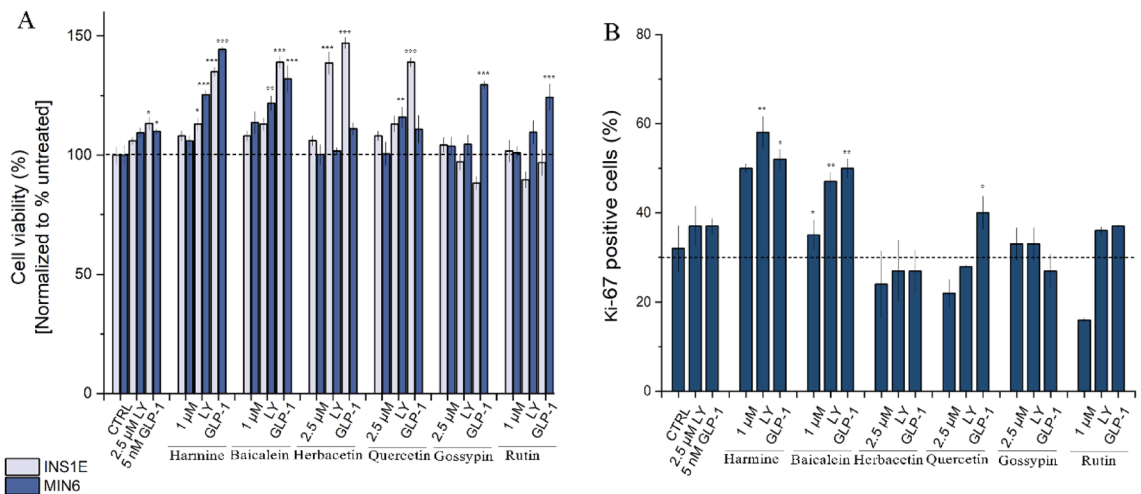 A
Cell viability (%)
[Normalized to % untreated]
150
100
50
0
* * * *** *** *** ** *** *** *** *** ** *** *** ***
CTRL
2.5 µM LY
5 nM GLP-1
1 µM
LY
GLP-1
Harmine
1 µM
LY
GLP-1
Baicalein
2.5 µM
LY
GLP-1
Herbacetin
2.5 µM
LY
GLP-1
Quercetin
2.5 µM
LY
GLP-1
Gossypin
1 µM
LY
GLP-1
Rutin
INS1E
MIN6
B
Ki-67 positive cells (%)
80
60
40
20
0
** * * ** ** *
CTRL
2.5 µM LY
5 nM GLP-1
1 µM
LY
GLP-1
Harmine
1 µM
LY
GLP-1
Baicalein
2.5 µM
LY
GLP-1
Herbacetin
2.5 µM
LY
GLP-1
Quercetin
2.5 µM
LY
GLP-1
Gossypin
1 µM
LY
GLP-1
Rutin